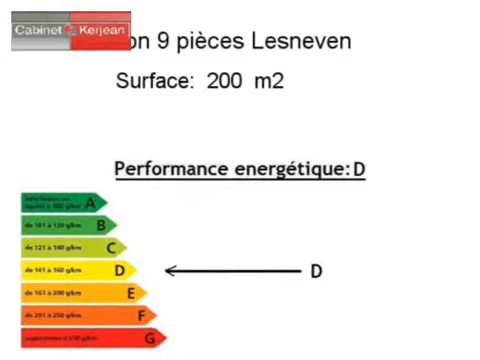 Cabinet Kerjean
on 9 pièces Lesneven
Surface: 200 m2
Performance energétique: D
A
de 101 à 120 g/km B
de 121 à 140 g/km C
de 141 à 160 g/km D
D
de 161 à 200 g/km E
de 201 à 250 g/km F
G